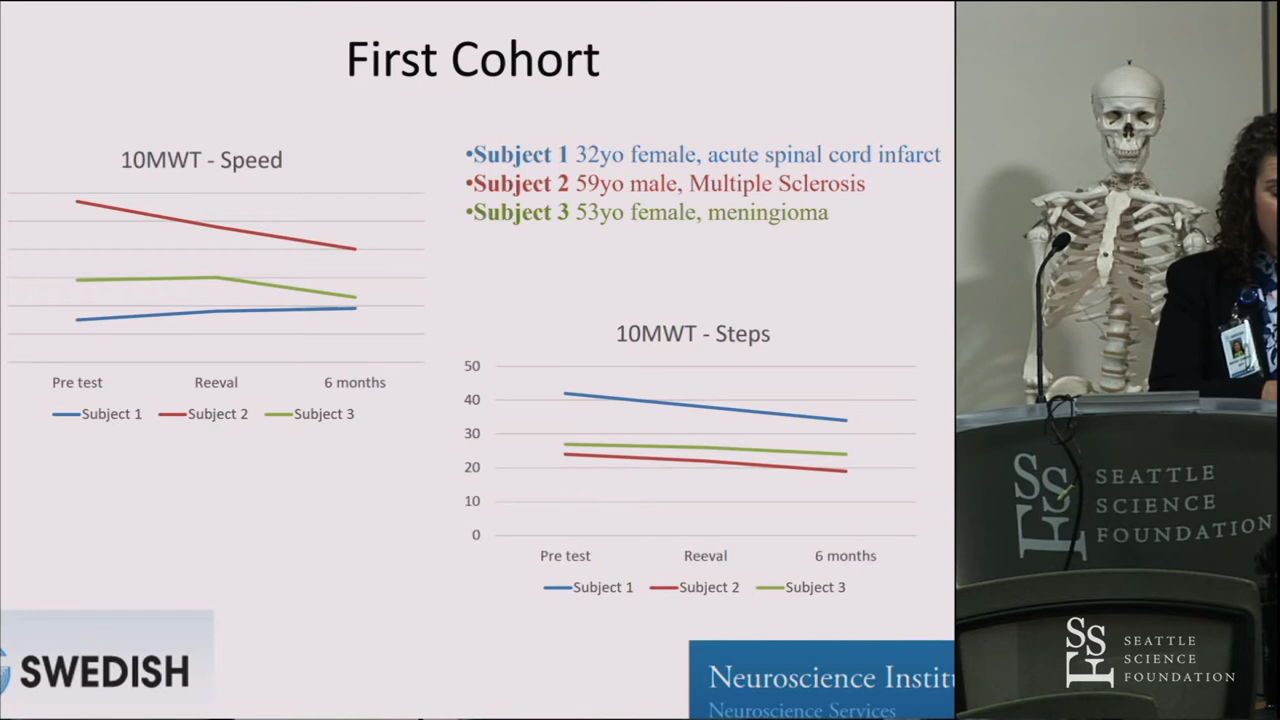 First Cohort
10MWT - Speed
Pre test Reeval 6 months
Subject 1 Subject 2 Subject 3
•Subject 1 32yo female, acute spinal cord infarct
•Subject 2 59yo male, Multiple Sclerosis
•Subject 3 53yo female, meningioma
10MWT - Steps
50
40
30
20
10
0
Pre test Reeval 6 months
Subject 1 Subject 2 Subject 3
SWEDISH
Neuroscience
Neuroscience Services
SSF
SEATTLE
SCIENCE
FOUNDATION
SSF
SEATTLE
SCIENCE
FOUNDATION